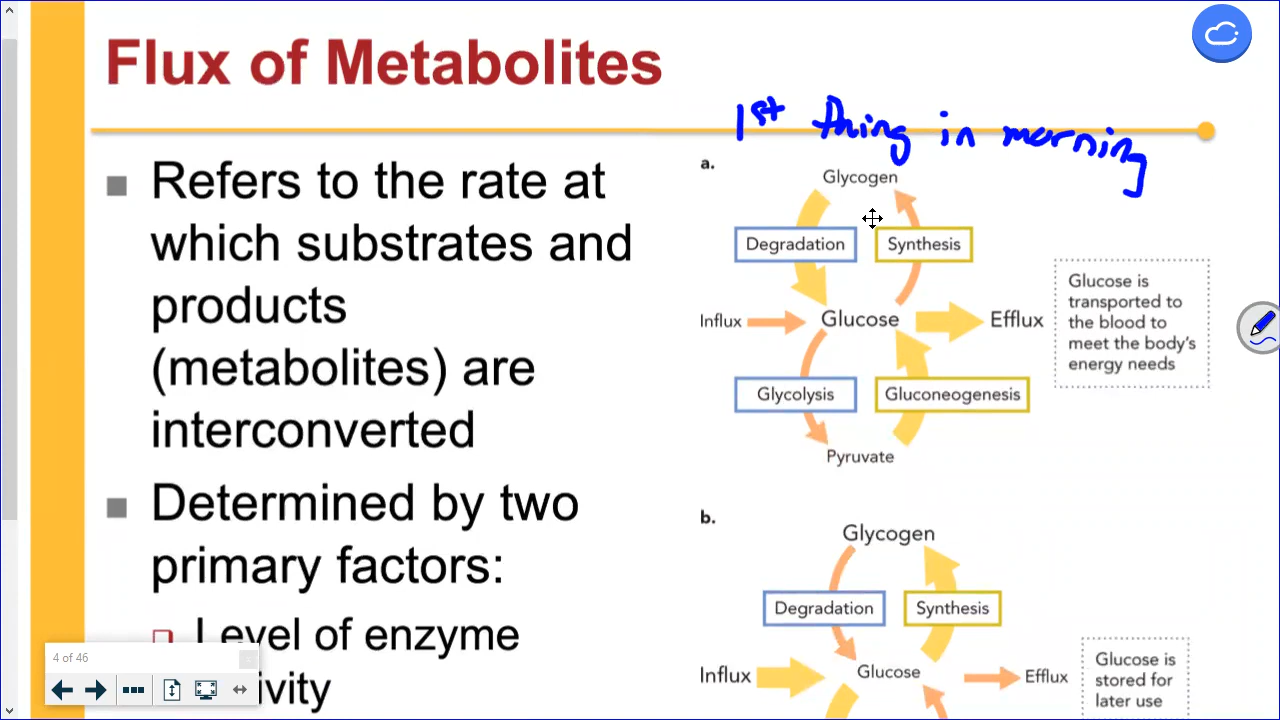 Flux of Metabolites
1st thing in morning
Refers to the rate at
which substrates and
products
(metabolites) are
interconverted
Determined by two
primary factors:
Level of enzyme
ivity
a.
Glycogen
Degradation
Synthesis
Influx
Glucose
Efflux
Glycolysis
Gluconeogenesis
Pyruvate
Glucose is
transported to
the blood to
meet the body's
energy needs
b.
Glycogen
Degradation
Synthesis
Influx
Glucose
Efflux
Glucose is
stored for
later use
4 of 46